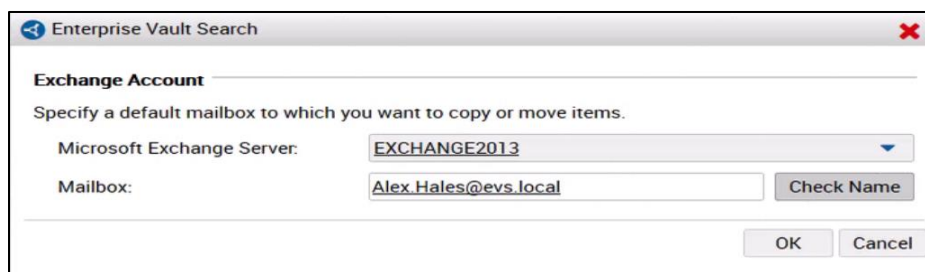 Enterprise Vault Search
Exchange Account
Specify a default mailbox to which you want to copy or move items.
Microsoft Exchange Server: EXCHANGE2013
Mailbox: Alex.Hales@evs.local Check Name
OK Cancel